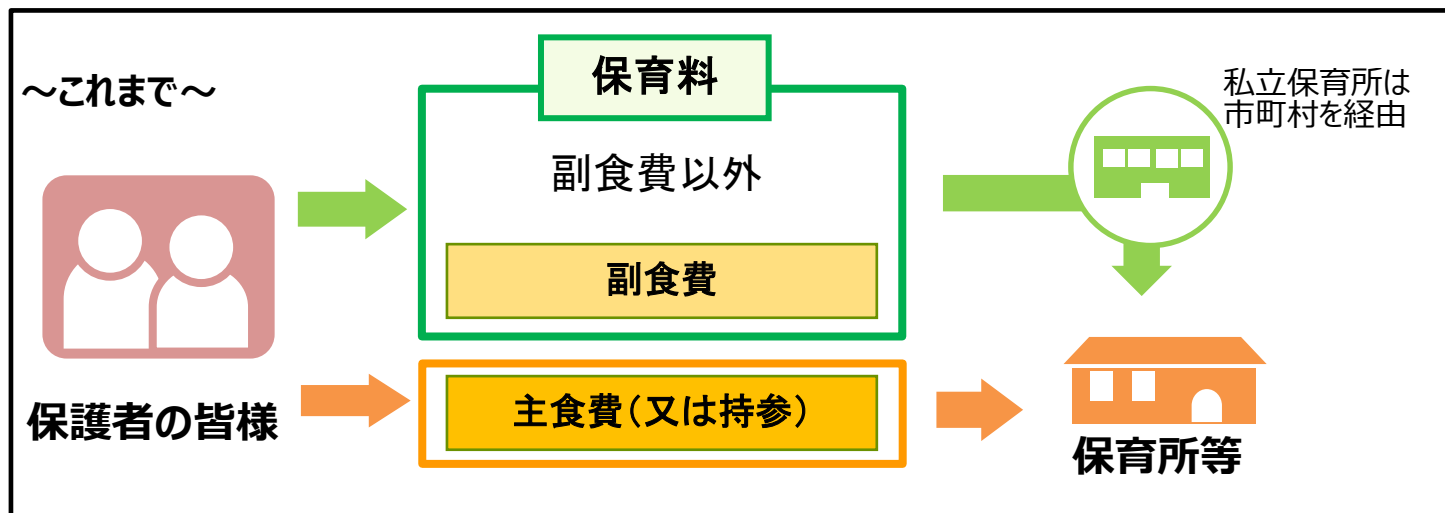 ～これまで～
保育料
副食費以外
副食費
主食費(又は持参)
保護者の皆様
私立保育所は
市町村を経由
保育所等